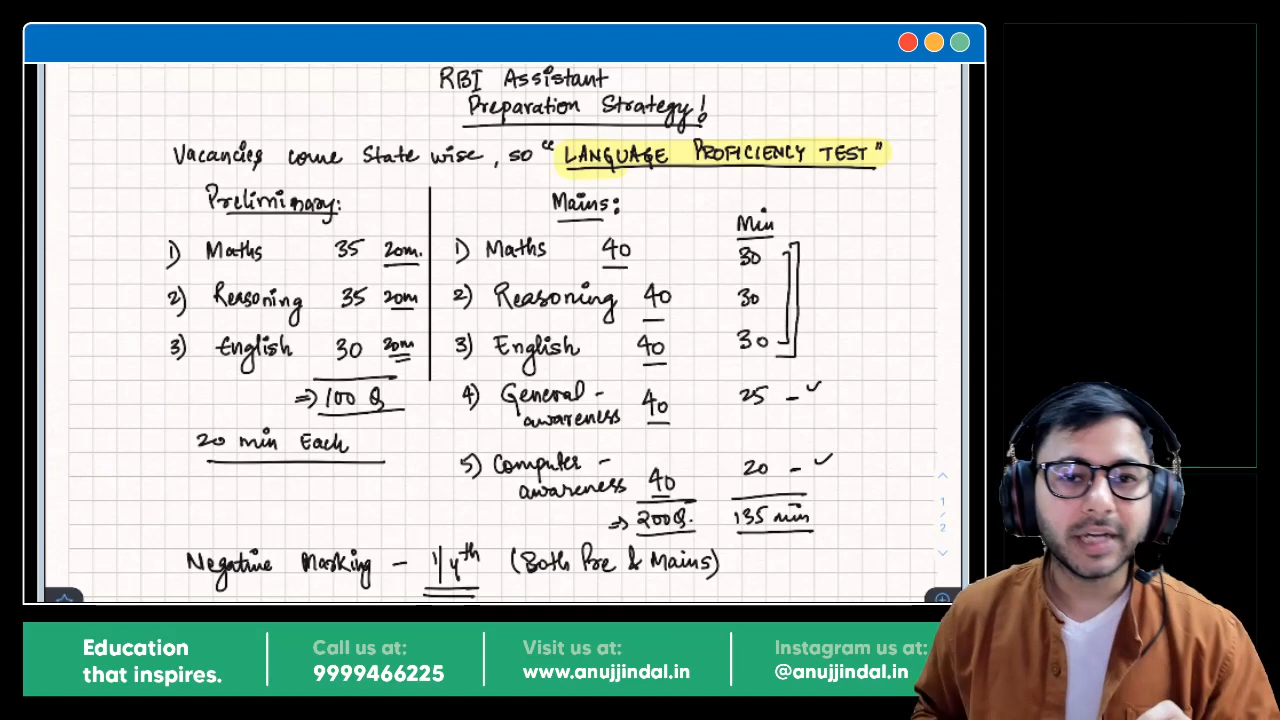 RBI Assistant
Preparation Strategy!
Vacancies come State wise, so "LANGUAGE PROFICIENCY TEST"
Preliminary:
1) Maths 35 20m.
2) Reasoning 35 20m
3) English 30 20m
⇒ 100 Q
20 min Each
Mains: Min
1) Maths 40 30
2) Reasoning 40 30
3) English 40 30
4) General - 25 - ✓
awareness 40
5) Computer - 20 - ✓
awareness 40
⇒ 200Q. 135 min
Negative Marking - 1/4th (Both Pre & Mains)
1
/
2
Education
that inspires.
Call us at:
9999466225
Visit us at:
www.anujjindal.in
Instagram us at:
@anujjindal.in